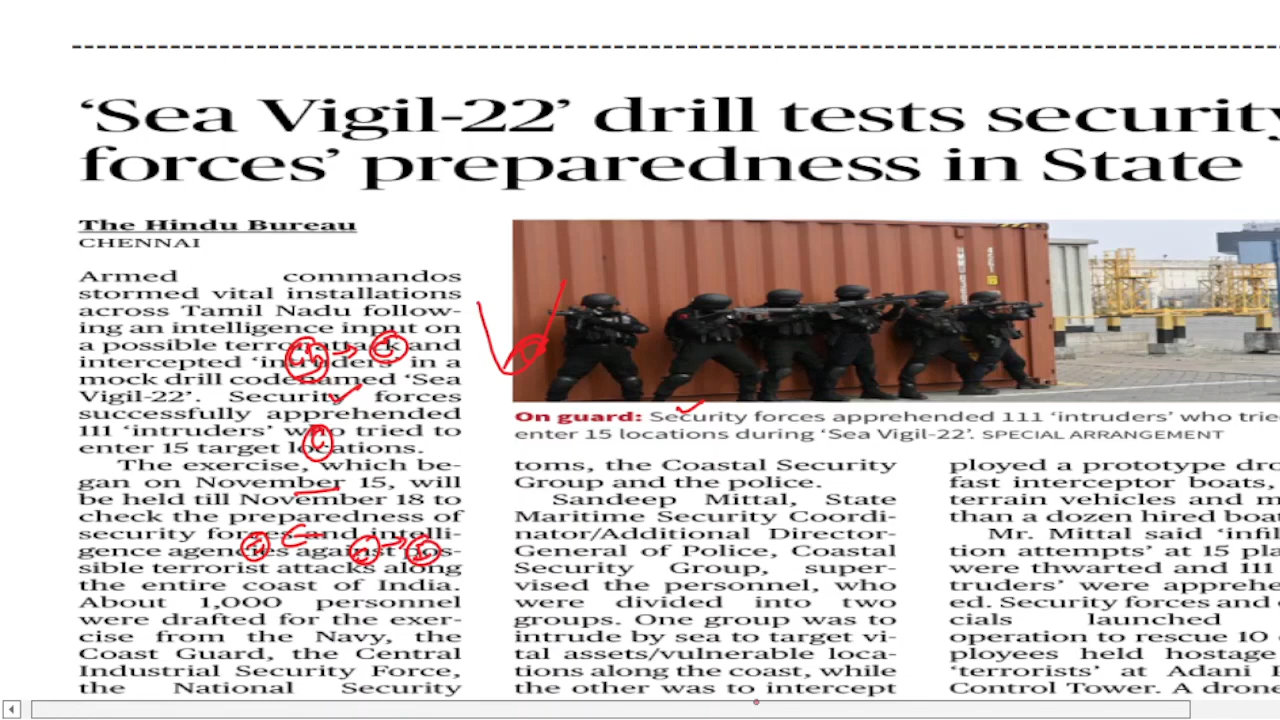 ‘Sea Vigil-22’ drill tests security
forces’ preparedness in State
The Hindu Bureau
CHENNAI
Armed commandos
stormed vital installations
across Tamil Nadu follow-
ing an intelligence input on
a possible terror attack and
intercepted ‘intruders’ in a
mock drill codenamed ‘Sea
Vigil-22’. Security forces
successfully apprehended
111 ‘intruders’ who tried to
enter 15 target locations.
The exercise, which be-
gan on November 15, will
be held till November 18 to
check the preparedness of
security forces and intelli-
gence agencies against pos-
sible terrorist attacks along
the entire coast of India.
About 1,000 personnel
were drafted for the exer-
cise from the Navy, the
Coast Guard, the Central
Industrial Security Force,
the National Security
On guard: Security forces apprehended 111 ‘intruders’ who trie
enter 15 locations during ‘Sea Vigil-22’. SPECIAL ARRANGEMENT
toms, the Coastal Security
Group and the police.
Sandeep Mittal, State
Maritime Security Coordi-
nator/Additional Director-
General of Police, Coastal
Security Group, super-
vised the personnel, who
were divided into two
groups. One group was to
intrude by sea to target vi-
tal assets/vulnerable loca-
tions along the coast, while
the other was to intercept
ployed a prototype dro
fast interceptor boats,
terrain vehicles and m
than a dozen hired boa
Mr. Mittal said ‘infil
tion attempts’ at 15 pla
were thwarted and 111
truders’ were apprehe
ed. Security forces and
cials launched
operation to rescue 10
ployees held hostage
‘terrorists’ at Adani
Control Tower. A drone